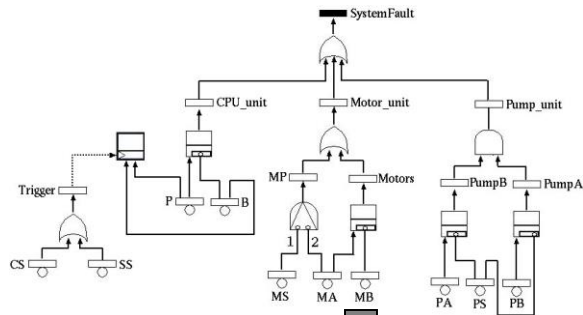 SystemFault
CPU_unit
Motor_unit
Pump_unit
Trigger
P
B
MP
Motors
PumpB
PumpA
1
2
CS
SS
MS
MA
MB
PA
PS
PB